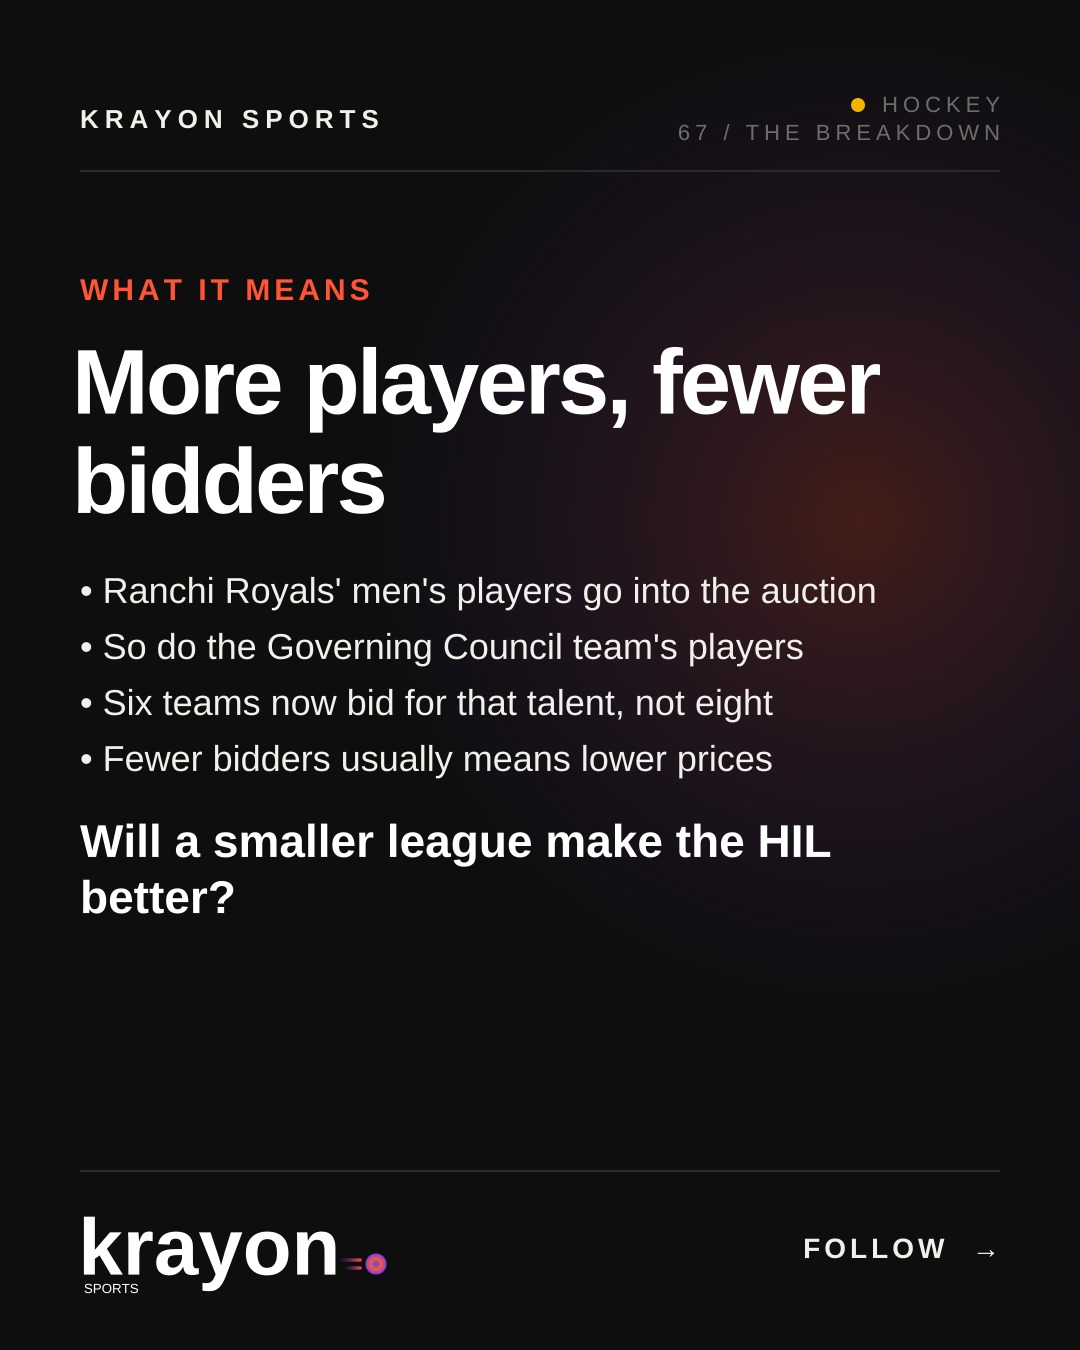 KRAYON SPORTS
HOCKEY
67 / THE BREAKDOWN
WHAT IT MEANS
More players, fewer
bidders
• Ranchi Royals' men's players go into the auction
• So do the Governing Council team's players
• Six teams now bid for that talent, not eight
• Fewer bidders usually means lower prices
Will a smaller league make the HIL
better?
krayon
SPORTS
FOLLOW →